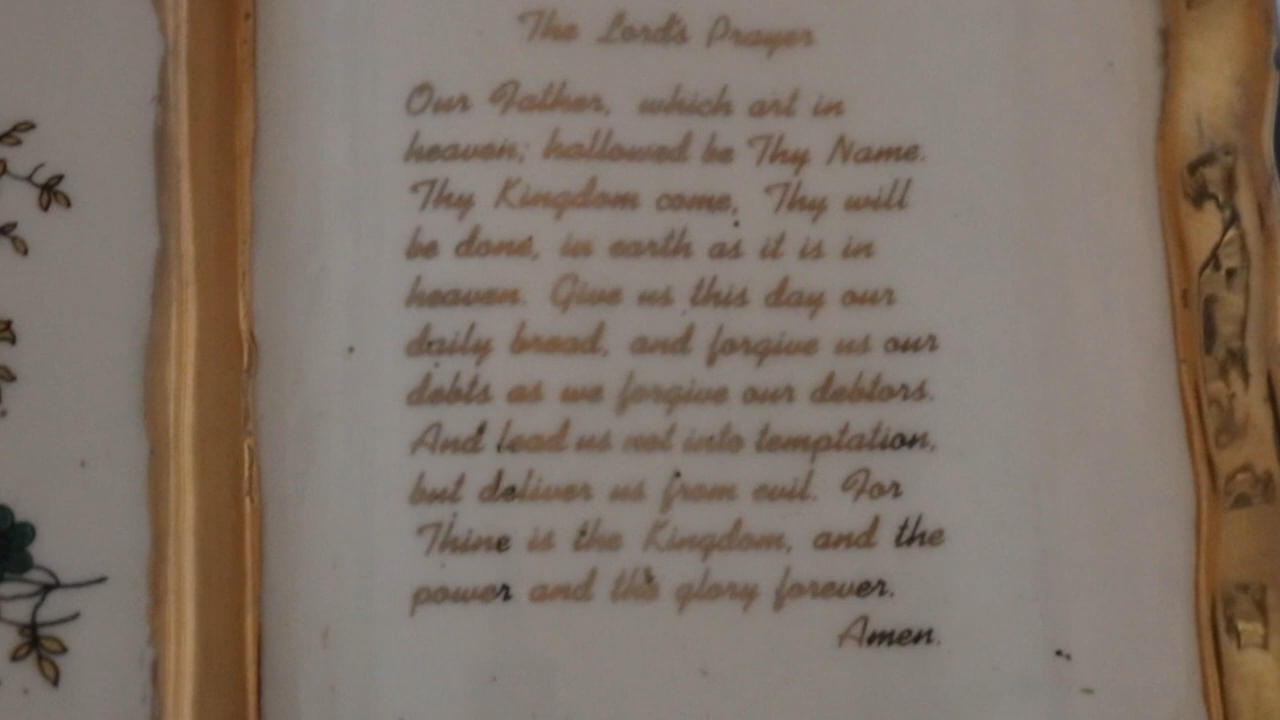 The Lord's Prayer
Our Father, which art in
heaven; hallowed be Thy Name.
Thy Kingdom come, Thy will
be done, in earth as it is in
heaven. Give us this day our
daily bread, and forgive us our
debts as we forgive our debtors.
And lead us not into temptation,
but deliver us from evil. For
Thine is the Kingdom, and the
power and the glory forever.
Amen.